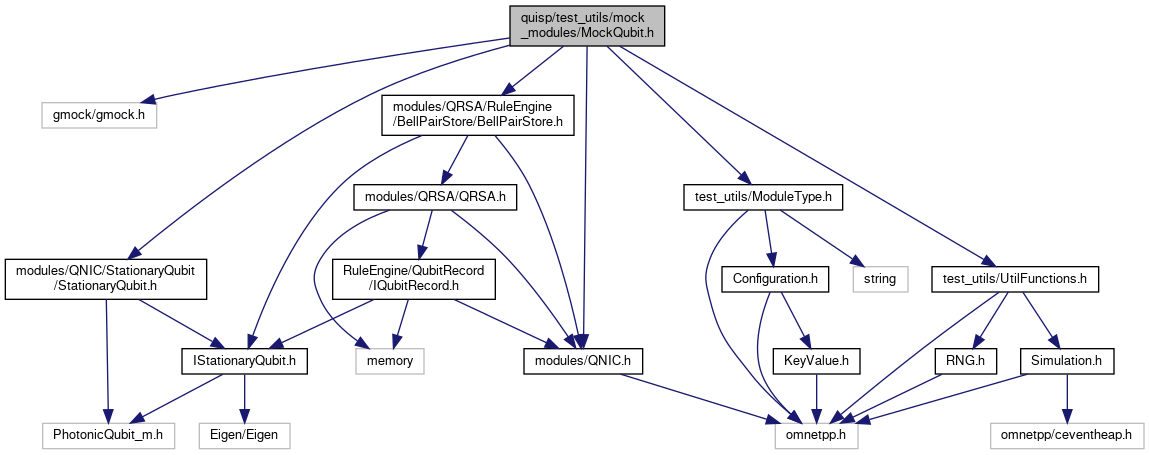 quisp/test_utils/mock
_modules/MockQubit.h
gmock/gmock.h
modules/QRSA/RuleEngine
/BellPairStore/BellPairStore.h
modules/QRSA/QRSA.h
test_utils/ModuleType.h
modules/QNIC/StationaryQubit
/StationaryQubit.h
RuleEngine/QubitRecord
/IQubitRecord.h
Configuration.h
string
test_utils/UtilFunctions.h
IStationaryQubit.h
memory
modules/QNIC.h
KeyValue.h
RNG.h
Simulation.h
PhotonicQubit_m.h
Eigen/Eigen
omnetpp.h
omnetpp/ceventheap.h